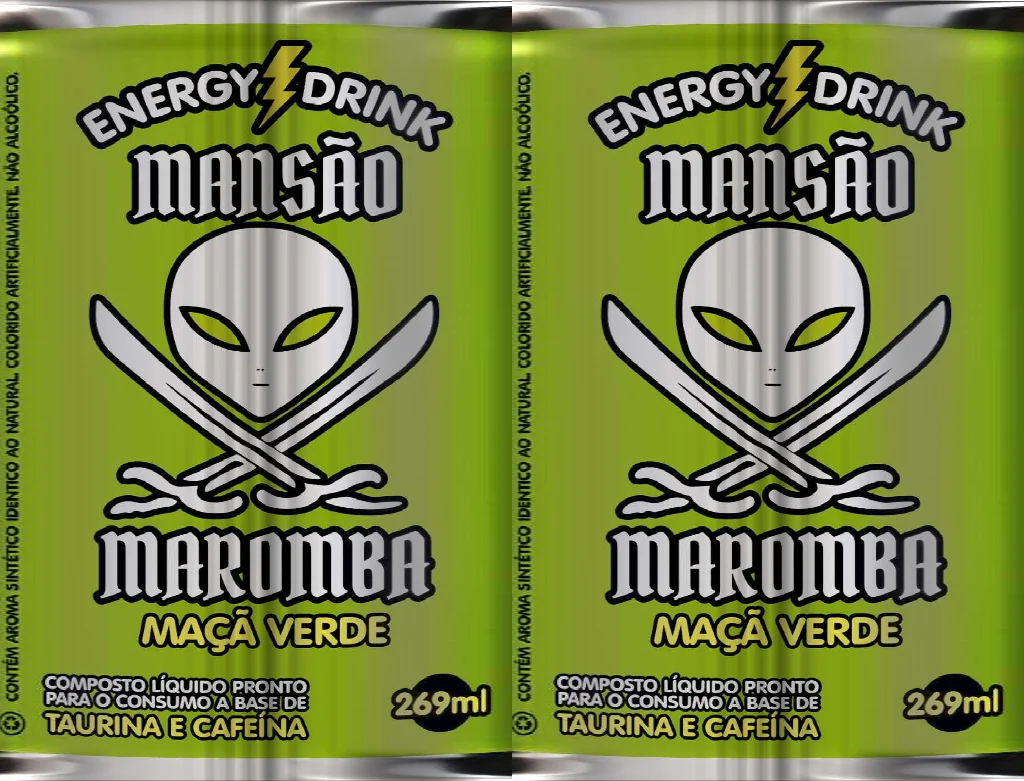 ENERGY DRINK
MANSÃO
MAROMBA
MAÇÃ VERDE
COMPOSTO LÍQUIDO PRONTO
PARA O CONSUMO A BASE DE
TAURINA E CAFEÍNA
269ml
CONTÉM AROMA SINTÉTICO IDENTICO AO NATURAL. COLORIDO ARTIFICIALMENTE. NÃO ALCOÓLICO.
ENERGY DRINK
MANSÃO
MAROMBA
MAÇÃ VERDE
COMPOSTO LÍQUIDO PRONTO
PARA O CONSUMO A BASE DE
TAURINA E CAFEÍNA
269ml
CONTÉM AROMA SINTÉTICO IDENTICO AO NATURAL. COLORIDO ARTIFICIALMENTE. NÃO ALCOÓLICO.